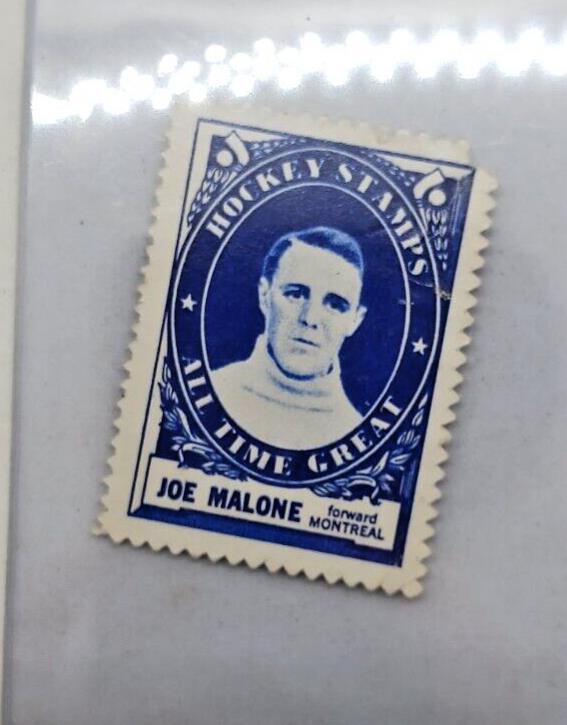 HOCKEY STAMPS
ALL TIME GREAT
JOE MALONE
forward
MONTREAL